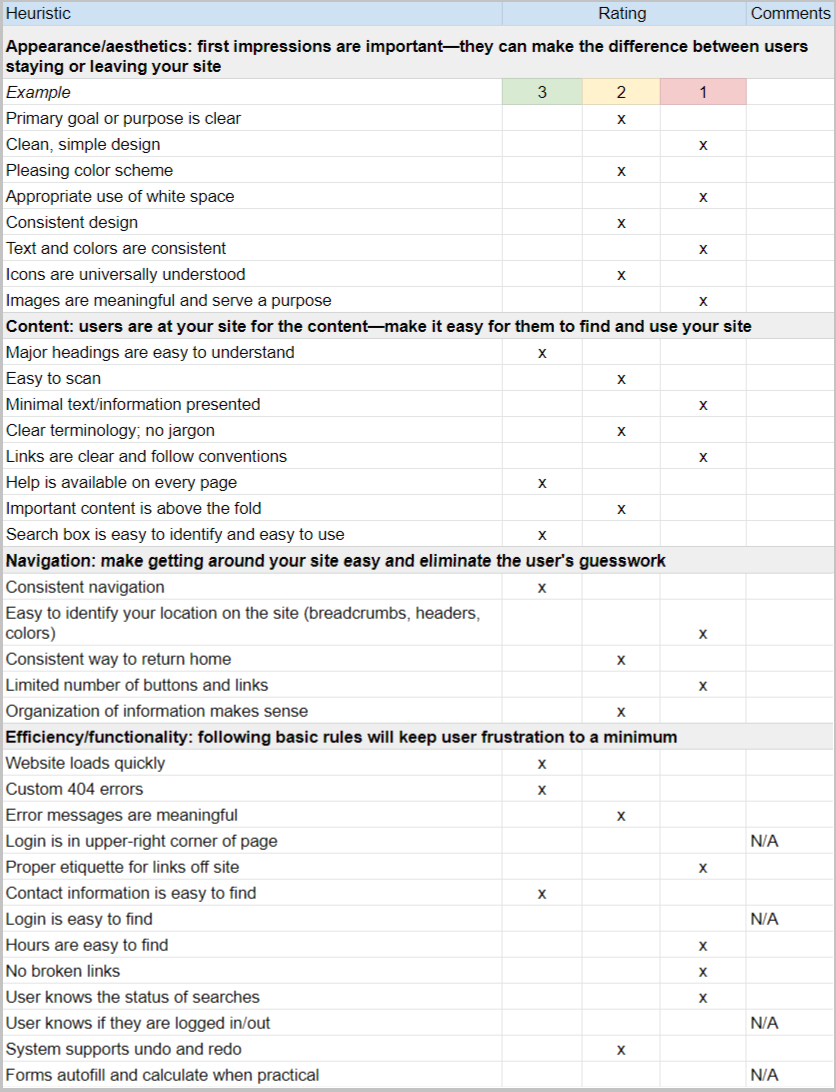 Heuristic Rating Comments
Appearance/aesthetics: first impressions are important—they can make the difference between users
staying or leaving your site
Example 3 2 1
Primary goal or purpose is clear x
Clean, simple design x
Pleasing color scheme x
Appropriate use of white space x
Consistent design x
Text and colors are consistent x
Icons are universally understood x
Images are meaningful and serve a purpose x
Content: users are at your site for the content—make it easy for them to find and use your site
Major headings are easy to understand x
Easy to scan x
Minimal text/information presented x
Clear terminology; no jargon x
Links are clear and follow conventions x
Help is available on every page x
Important content is above the fold x
Search box is easy to identify and easy to use x
Navigation: make getting around your site easy and eliminate the user's guesswork
Consistent navigation x
Easy to identify your location on the site (breadcrumbs, headers,
colors) x
Consistent way to return home x
Limited number of buttons and links x
Organization of information makes sense x
Efficiency/functionality: following basic rules will keep user frustration to a minimum
Website loads quickly x
Custom 404 errors x
Error messages are meaningful x
Login is in upper-right corner of page N/A
Proper etiquette for links off site x
Contact information is easy to find x
Login is easy to find N/A
Hours are easy to find x
No broken links x
User knows the status of searches x
User knows if they are logged in/out N/A
System supports undo and redo x
Forms autofill and calculate when practical N/A